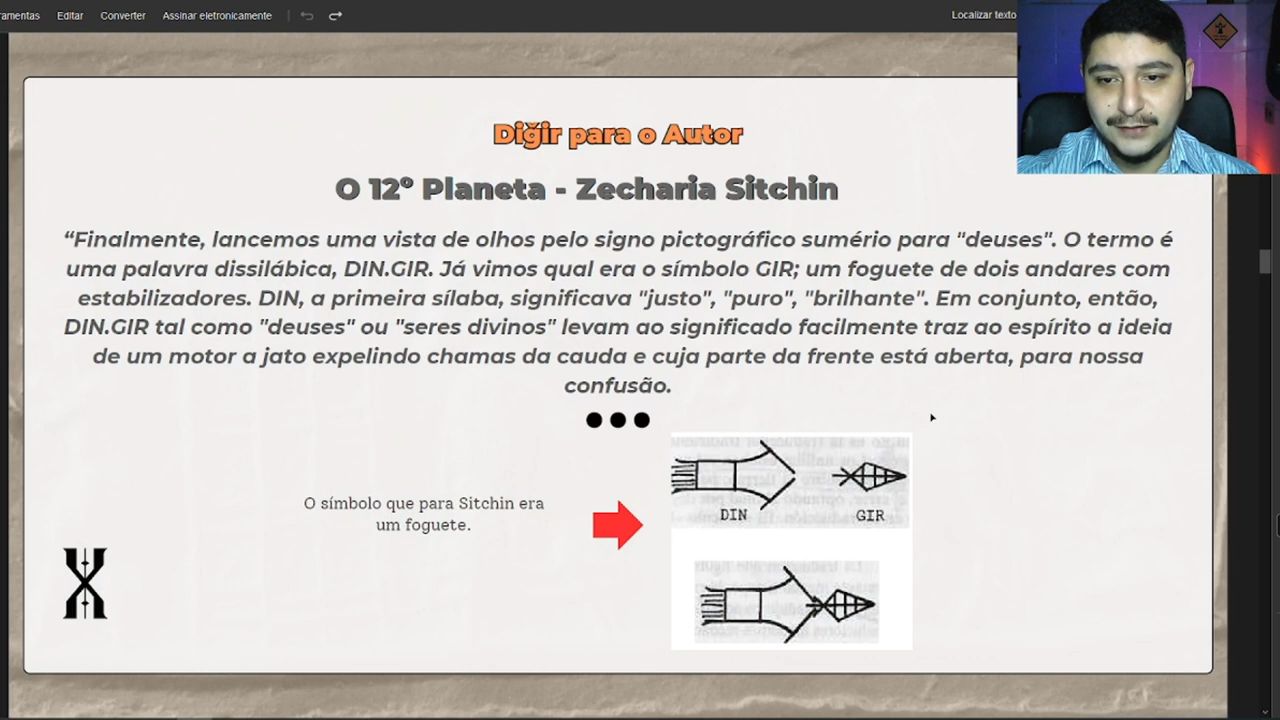 ramentas Editar Converter Assinar eletronicamente Localizar texto
Diğir para o Autor
O 12º Planeta - Zecharia Sitchin
“Finalmente, lancemos uma vista de olhos pelo signo pictográfico sumério para "deuses". O termo é
uma palavra dissilábica, DIN.GIR. Já vimos qual era o símbolo GIR; um foguete de dois andares com
estabilizadores. DIN, a primeira sílaba, significava "justo", "puro", "brilhante". Em conjunto, então,
DIN.GIR tal como "deuses" ou "seres divinos" levam ao significado facilmente traz ao espírito a ideia
de um motor a jato expelindo chamas da cauda e cuja parte da frente está aberta, para nossa
confusão.
O símbolo que para Sitchin era
um foguete.
DIN GIR